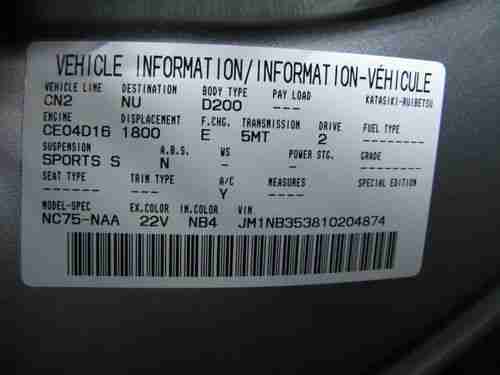 VEHICLE INFORMATION/INFORMATION-VÉHICULE
VEHICLE LINE DESTINATION BODY TYPE PAY LOAD KATASIKI-RUIBETSU
CN2 NU D200 -
ENGINE DISPLACEMENT F.CHG. TRANSMISSION DRIVE FUEL TYPE
CE04D16 1800 E 5MT 2 --------
SUSPENSION A.B.S. WS POWER STG. GRADE
SPORTS S N - - -------
SEAT TYPE TRIM TYPE A/C MEASURES SPECIAL EDITION
- - Y
MODEL-SPEC EX.COLOR IN.COLOR VIN
NC75-NAA 22V NB4 JM1NB353810204874